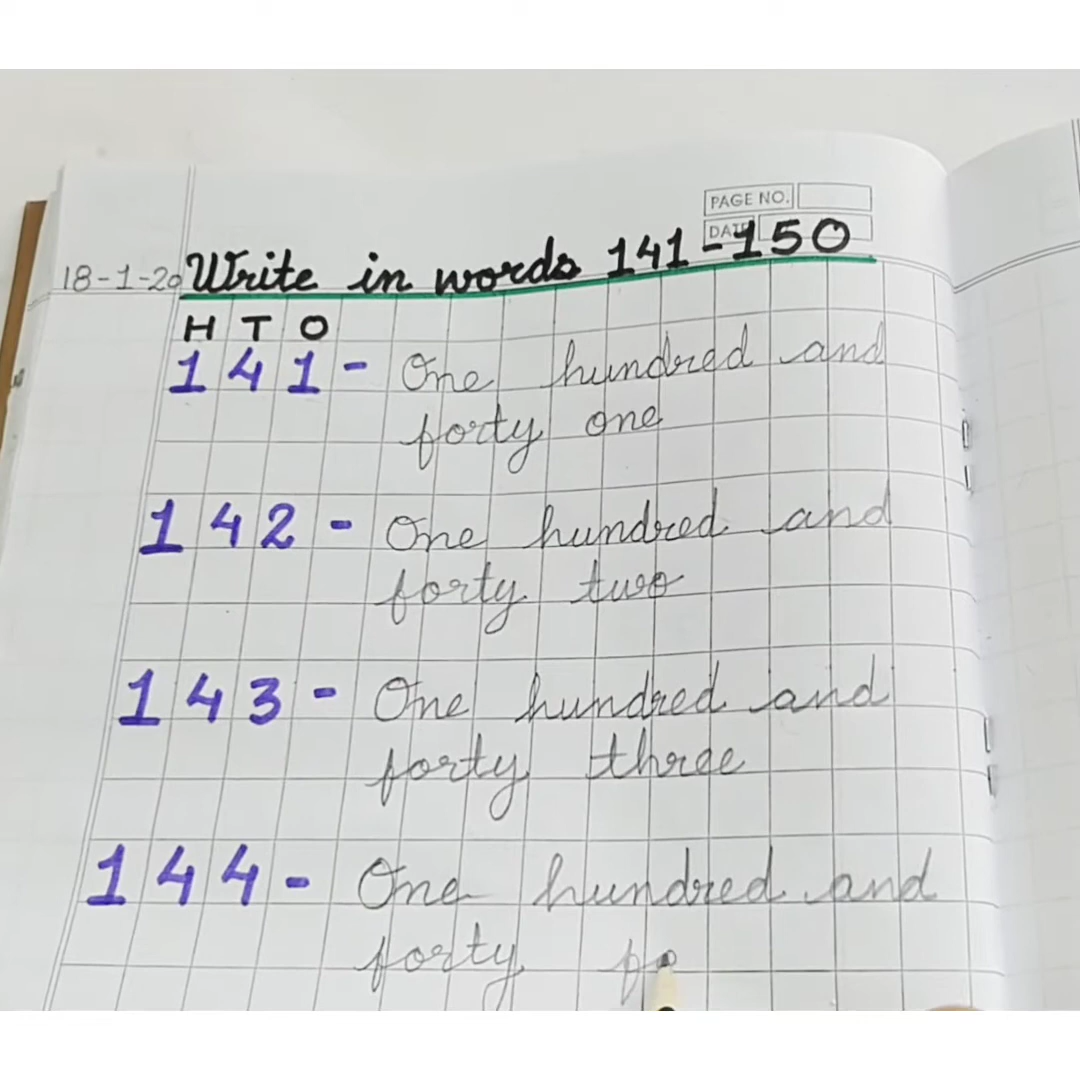 PAGE NO.
DATE
18-1-20 Write in words 141-150
H T O
141- One hundred and
forty one
142- One hundred and
forty two
143- One hundred and
forty three
144- One hundred and
forty fo